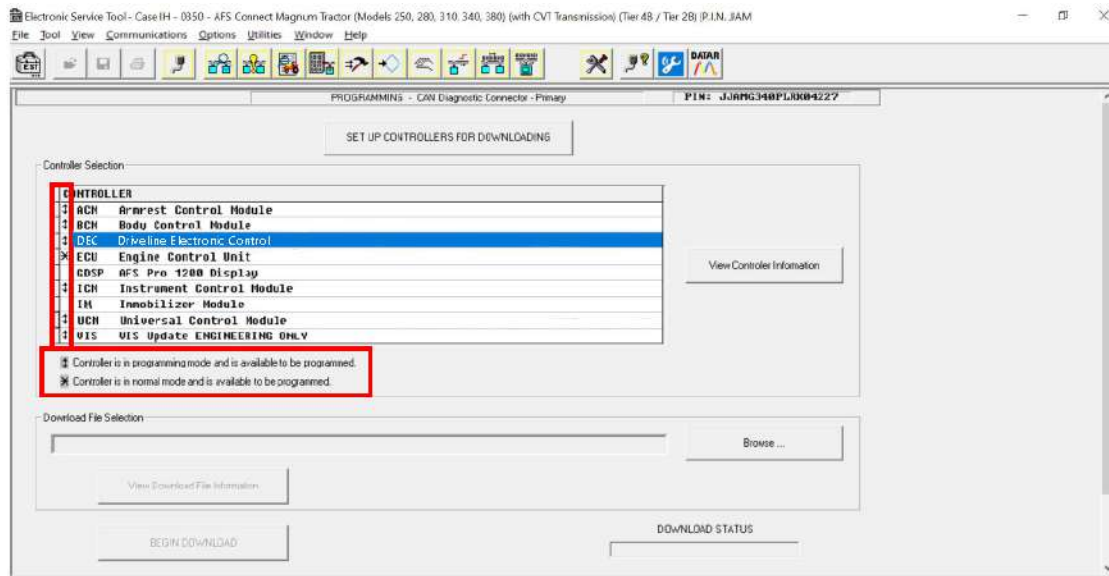 Electronic Service Tool - Case IH - 0350 - AFS Connect Magnum Tractor (Models 250, 280, 310, 340, 380) (with CVT Transmission) (Tier 4B / Tier 2B) |P.I.N. JJAM
File Tool View Communications Options Utilities Window Help
EST DATAR
PROGRAMMING - CAN Diagnostic Connector - Primary PIN: JJAMG340PLRX04227
SET UP CONTROLLERS FOR DOWNLOADING
Controller Selection
CONTROLLER
‡ ACM Armrest Control Module
‡ BCM Body Control Module
‡ DEC Driveline Electronic Control
* ECU Engine Control Unit
GDSP AFS Pro 1200 Display
‡ ICM Instrument Control Module
IM Immobilizer Module
‡ UCM Universal Control Module
‡ VIS VIS Update ENGINEERING ONLY
View Controller Information
‡ Controller is in programming mode and is available to be programmed.
* Controller is in normal mode and is available to be programmed.
Download File Selection
Browse ...
View Download File Information
BEGIN DOWNLOAD
DOWNLOAD STATUS